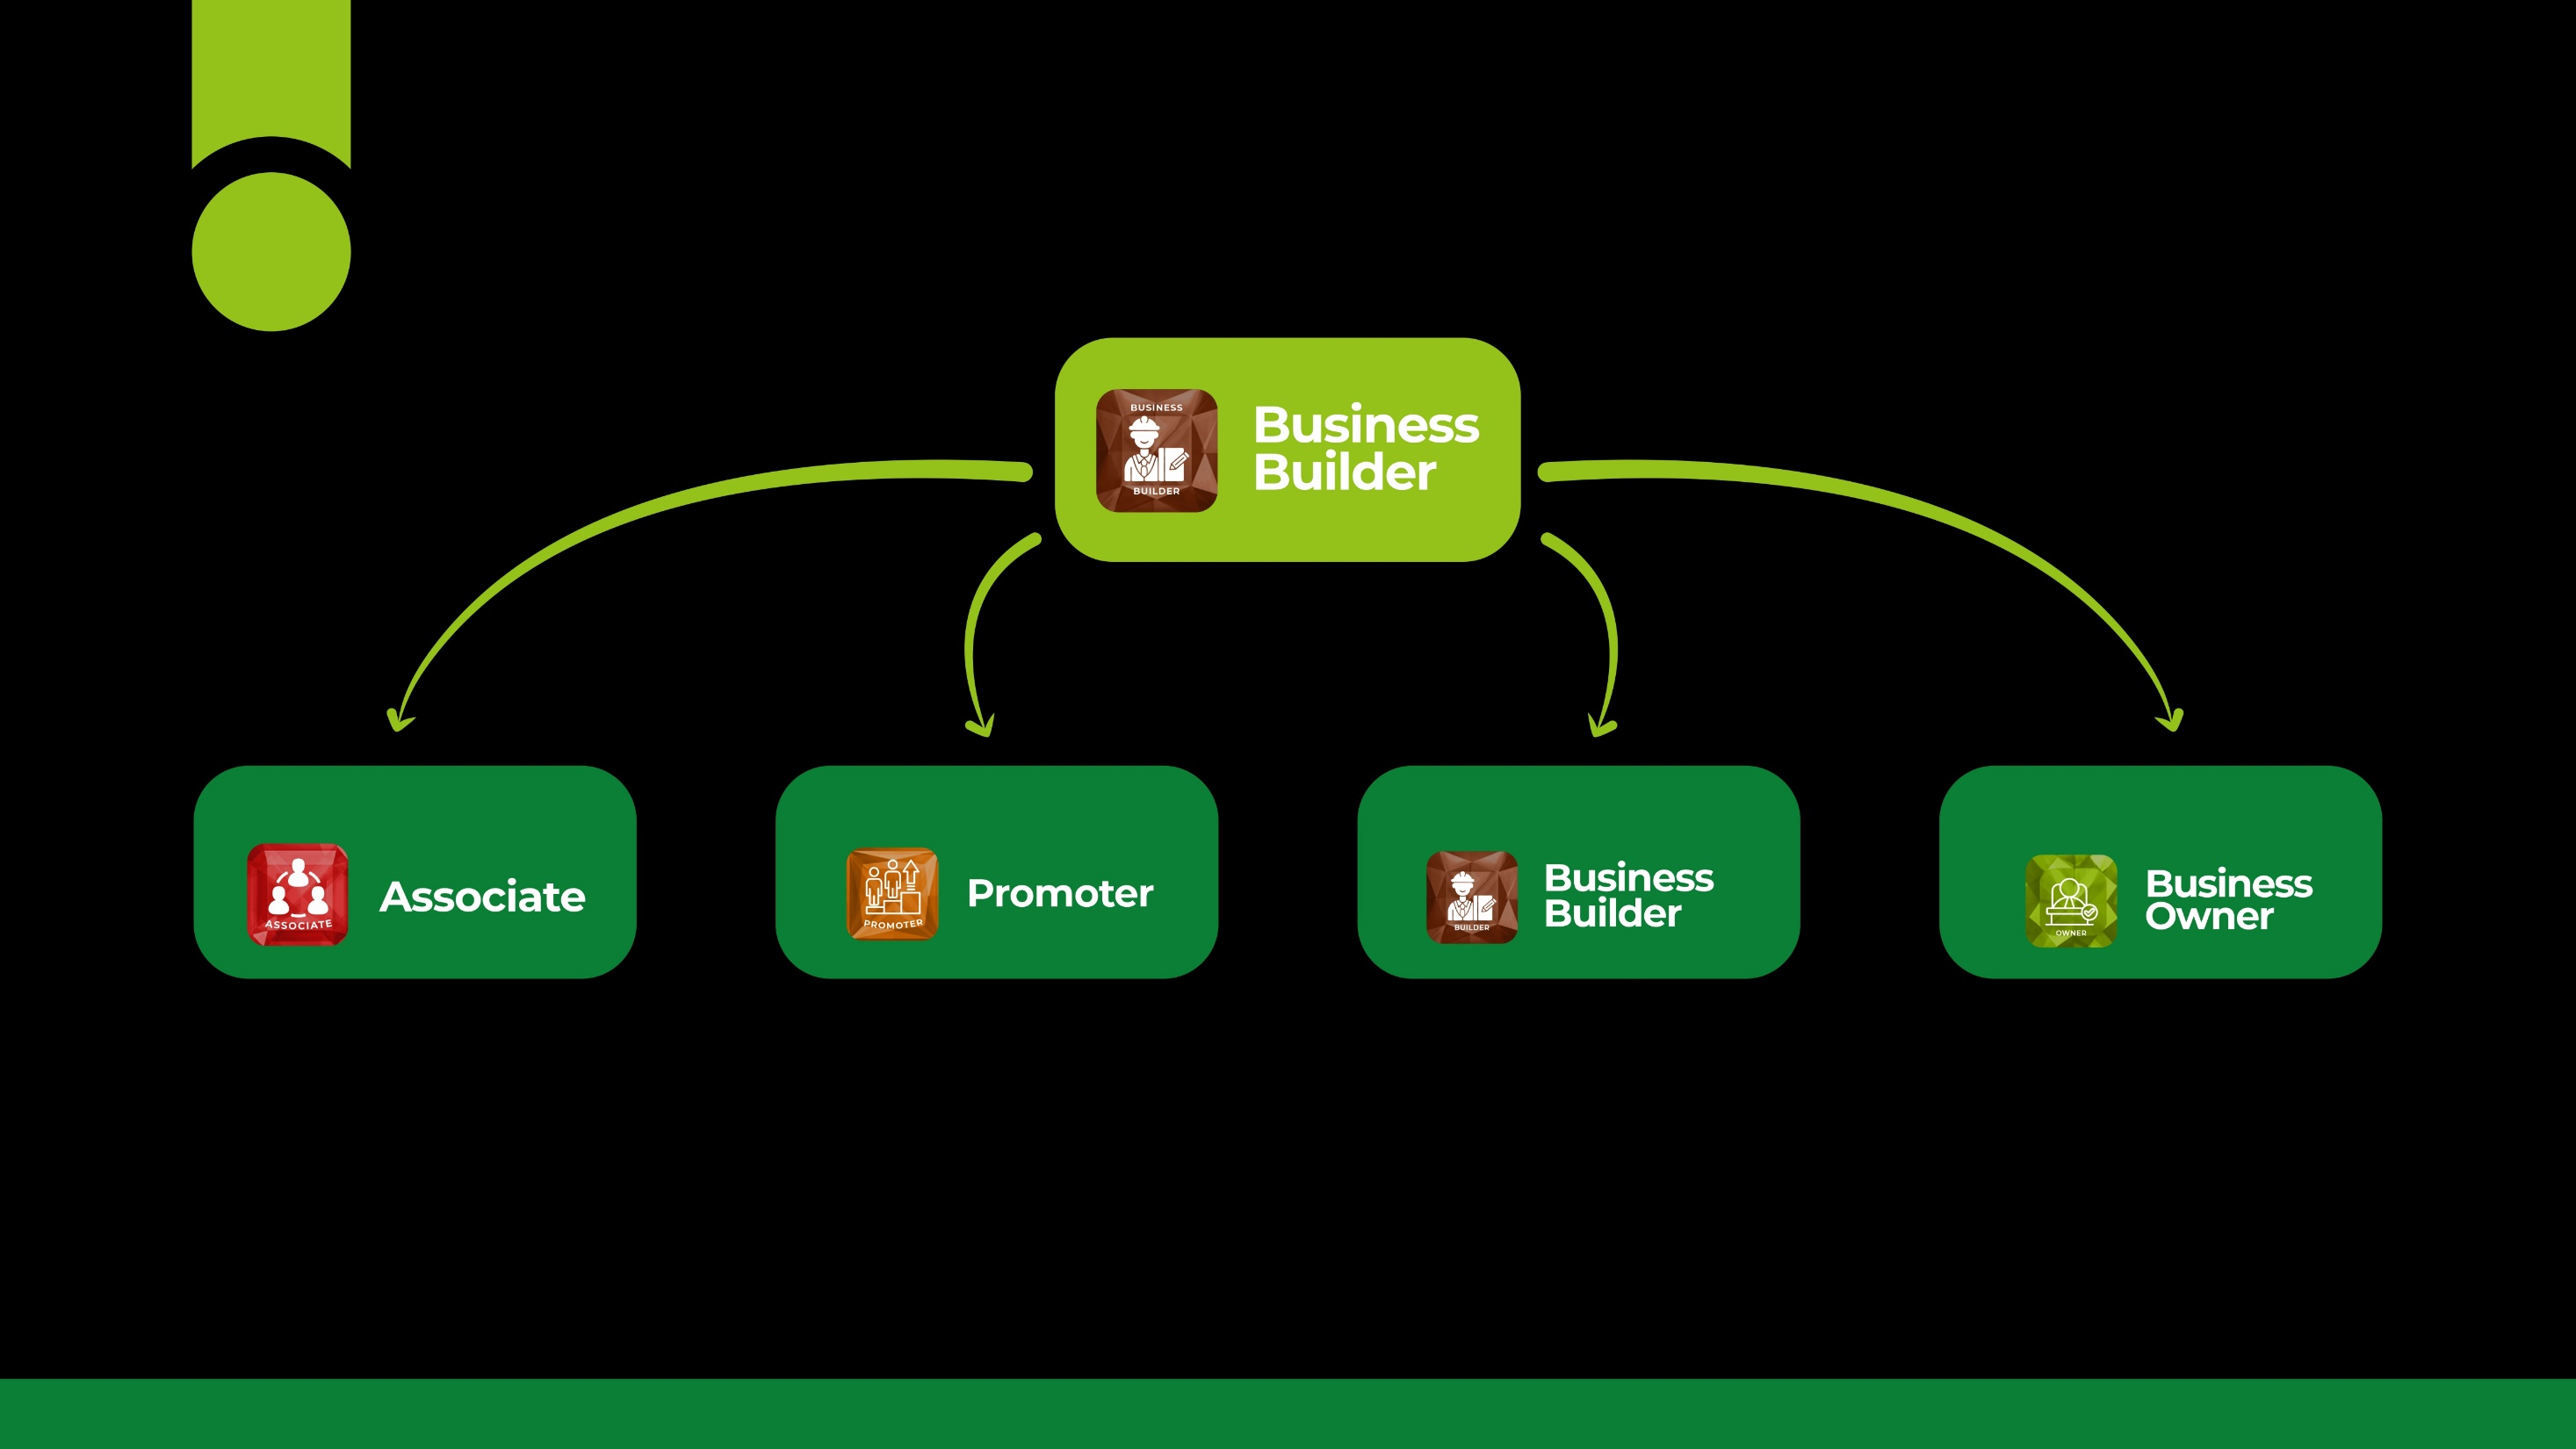 BUSINESS
BUILDER
Business
Builder
ASSOCIATE
Associate
PROMOTER
Promoter
BUILDER
Business
Builder
OWNER
Business
Owner